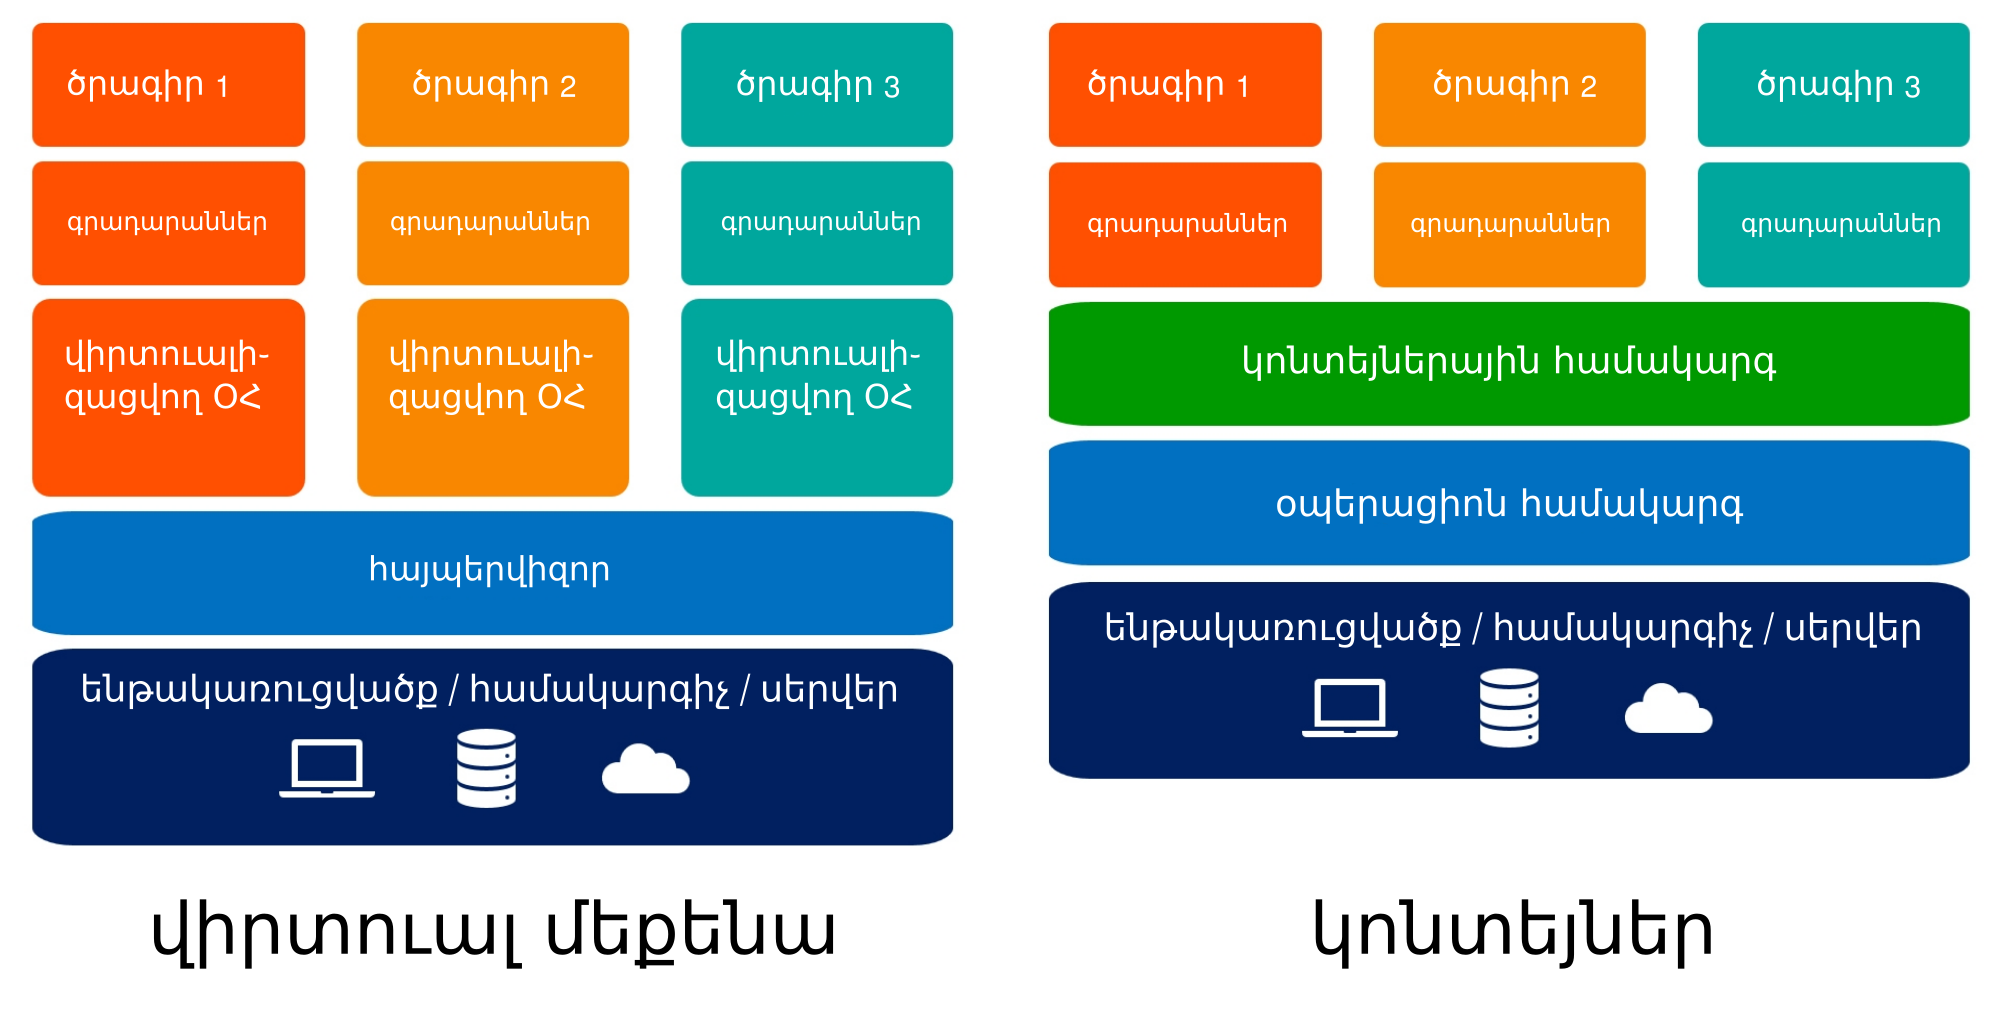 ծրագիր 1
ծրագիր 2
ծրագիր 3
գրադարաններ
գրադարաններ
գրադարաններ
վիրտուալի-
զացվող ՕՀ
վիրտուալի-
զացվող ՕՀ
վիրտուալի-
զացվող ՕՀ
հայպերվիզոր
ենթակառուցվածք / համակարգիչ / սերվեր
վիրտուալ մեքենա
ծրագիր 1
ծրագիր 2
ծրագիր 3
գրադարաններ
գրադարաններ
գրադարաններ
կոնտեյներային համակարգ
օպերացիոն համակարգ
ենթակառուցվածք / համակարգիչ / սերվեր
կոնտեյներ